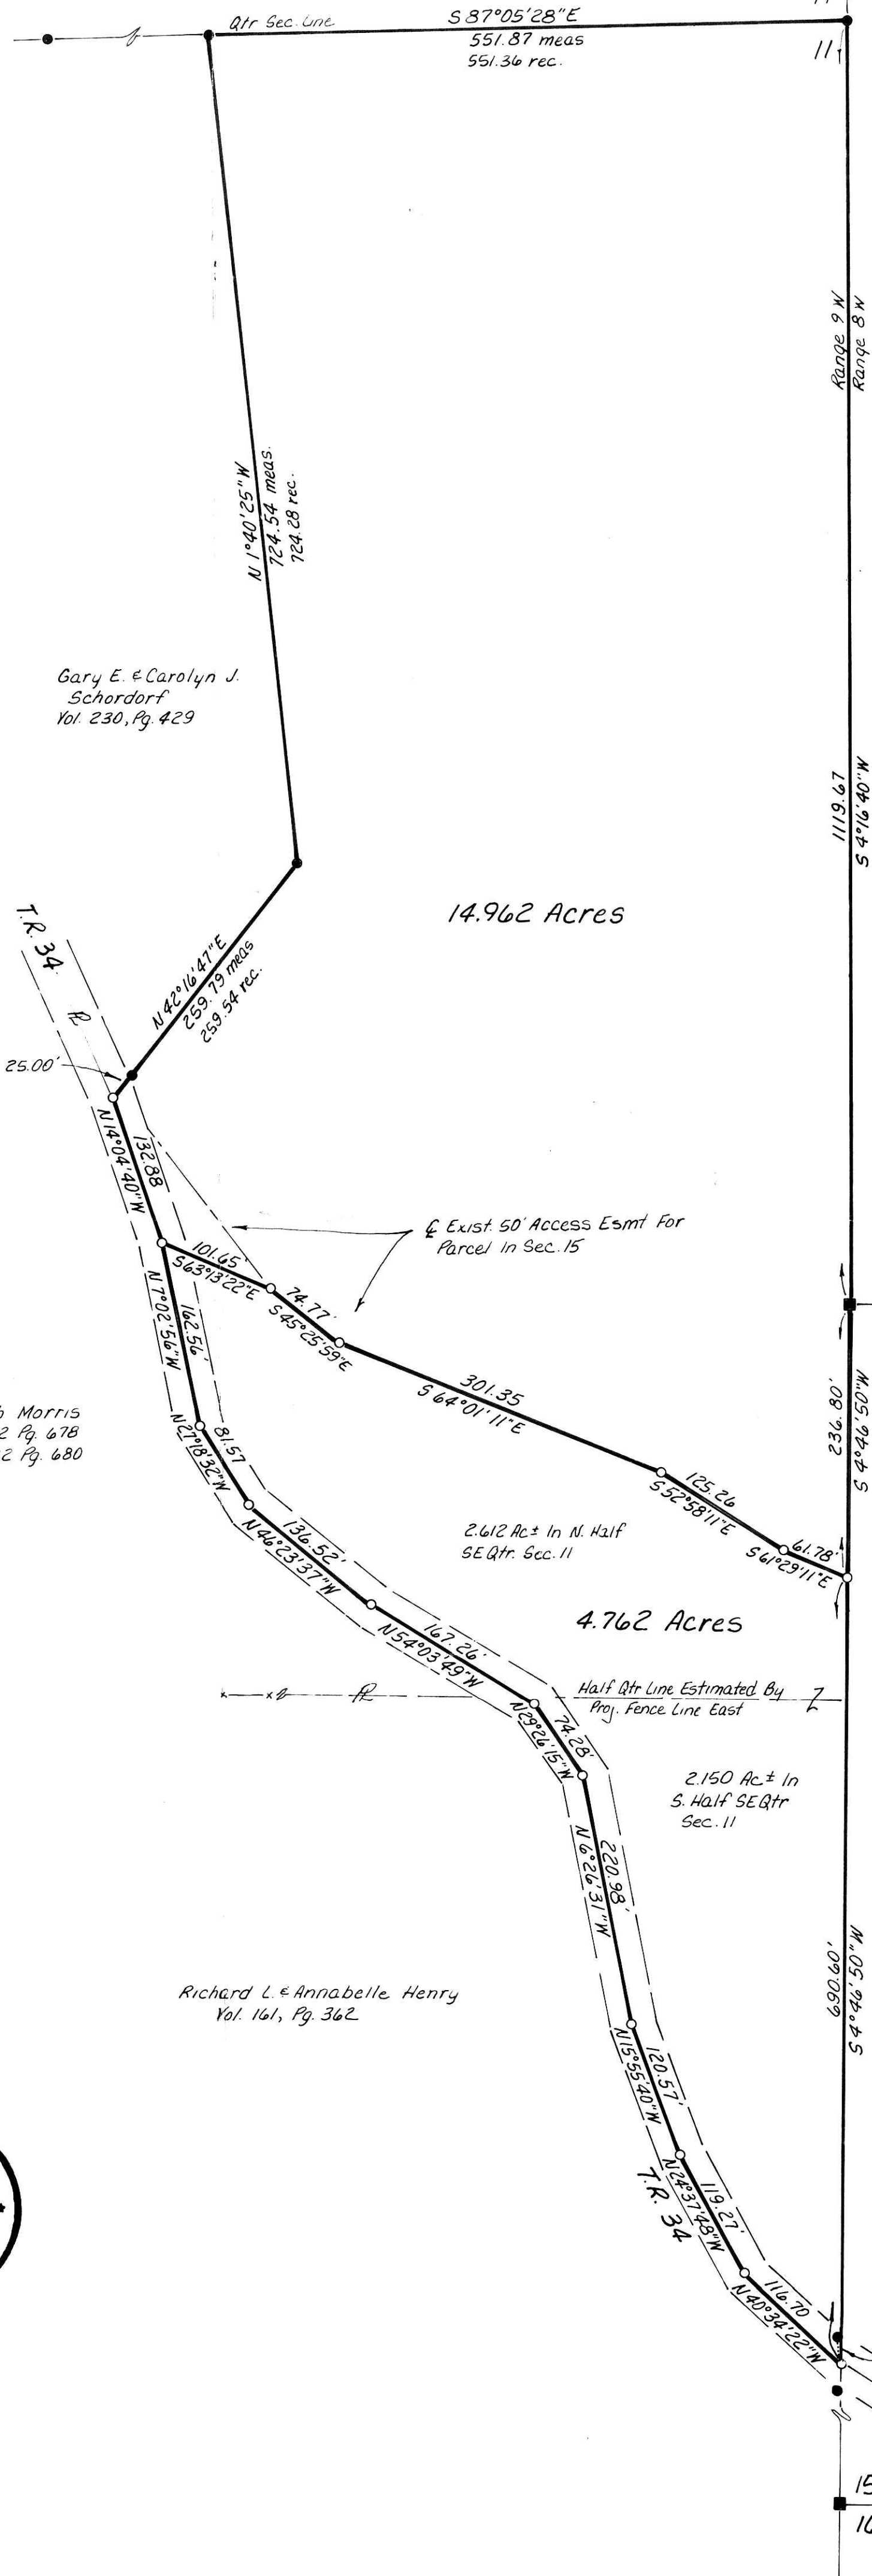 Qtr Sec. Line
S 87°05'28"E
551.87 meas
551.36 rec.
11
Range 9 W
Range 8 W
N 1°40'25"W
724.54 meas.
724.28 rec.
Gary E. & Carolyn J.
Schordorf
Vol. 230, Pg. 429
1119.67
S 4°16'40"W
14.962 Acres
T.R. 34
N 42°16'47"E
259.79 meas
259.54 rec.
25.00'
132.88
N 14°04'40"W
℄ Exist. 50' Access Esmt For
Parcel In Sec. 15
101.65'
S 63°13'22"E
74.77'
S 45°25'59"E
162.56'
N 7°02'56"W
301.35
S 64°01'11"E
236.80'
S 4°46'50"W
Morris
2 Pg. 678
2 Pg. 680
81.57
N 27°18'32"W
125.26
S 52°58'11"E
61.78'
S 61°29'11"E
136.52'
N 46°23'37"W
2.612 Ac± In N. Half
SE Qtr. Sec. 11
4.762 Acres
167.26'
N 54°03'49"W
Half Qtr Line Estimated By
Proj. Fence Line East
74.28'
N 29°26'15"W
2.150 Ac± In
S. Half SE Qtr
Sec. 11
220.98'
N 6°26'31"W
690.60'
S 4°46'50"W
Richard L. & Annabelle Henry
Vol. 161, Pg. 362
120.57'
N 15°55'40"W
119.27'
N 24°37'48"W
T.R. 34
116.70
N 40°34'22"W
15
16